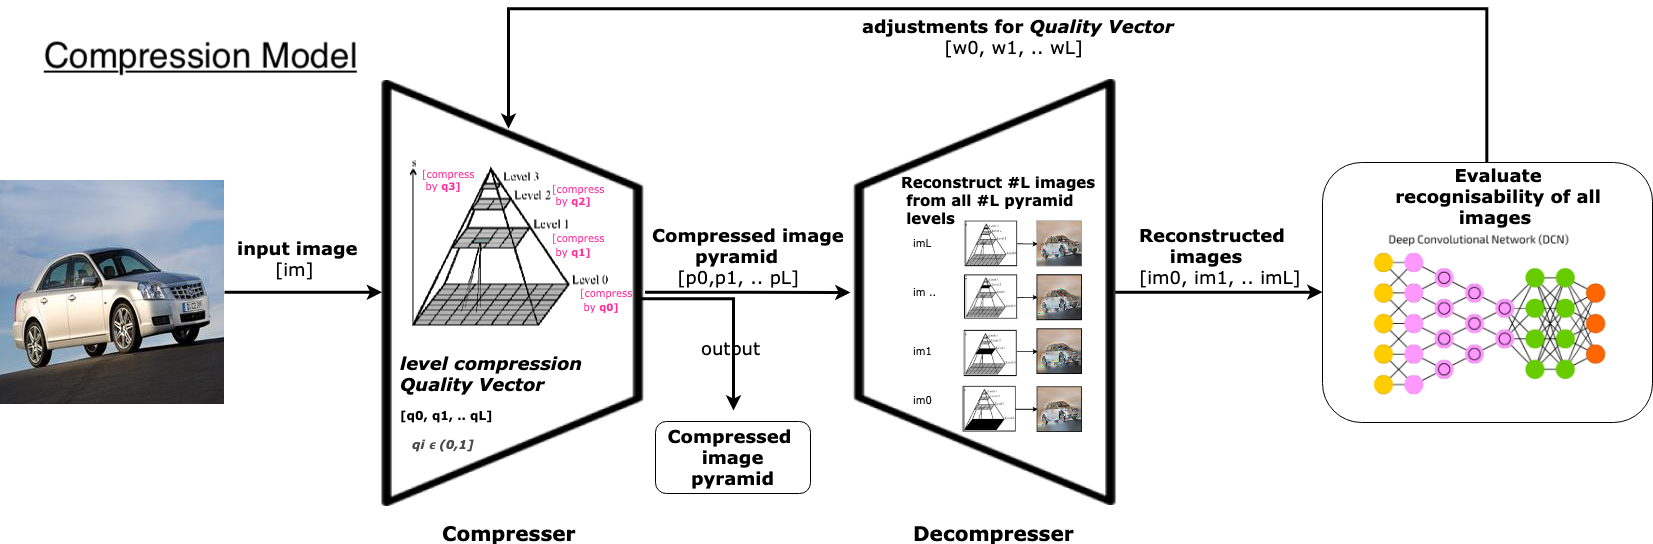 Compression Model
adjustments for Quality Vector
[w0, w1, .. wL]
input image
[im]
s
[compress
by q3]
Level 3
Level 2
[compress
by q2]
Level 1
[compress
by q1]
Level 0
[compress
by q0]
level compression
Quality Vector
[q0, q1, .. qL]
qi ϵ (0,1]
Compresser
Compressed image
pyramid
[p0,p1, .. pL]
output
Compressed
image
pyramid
Reconstruct #L images
from all #L pyramid
levels
imL
im ..
im1
im0
Decompresser
Reconstructed
images
[im0, im1, .. imL]
Evaluate
recognisability of all
images
Deep Convolutional Network (DCN)